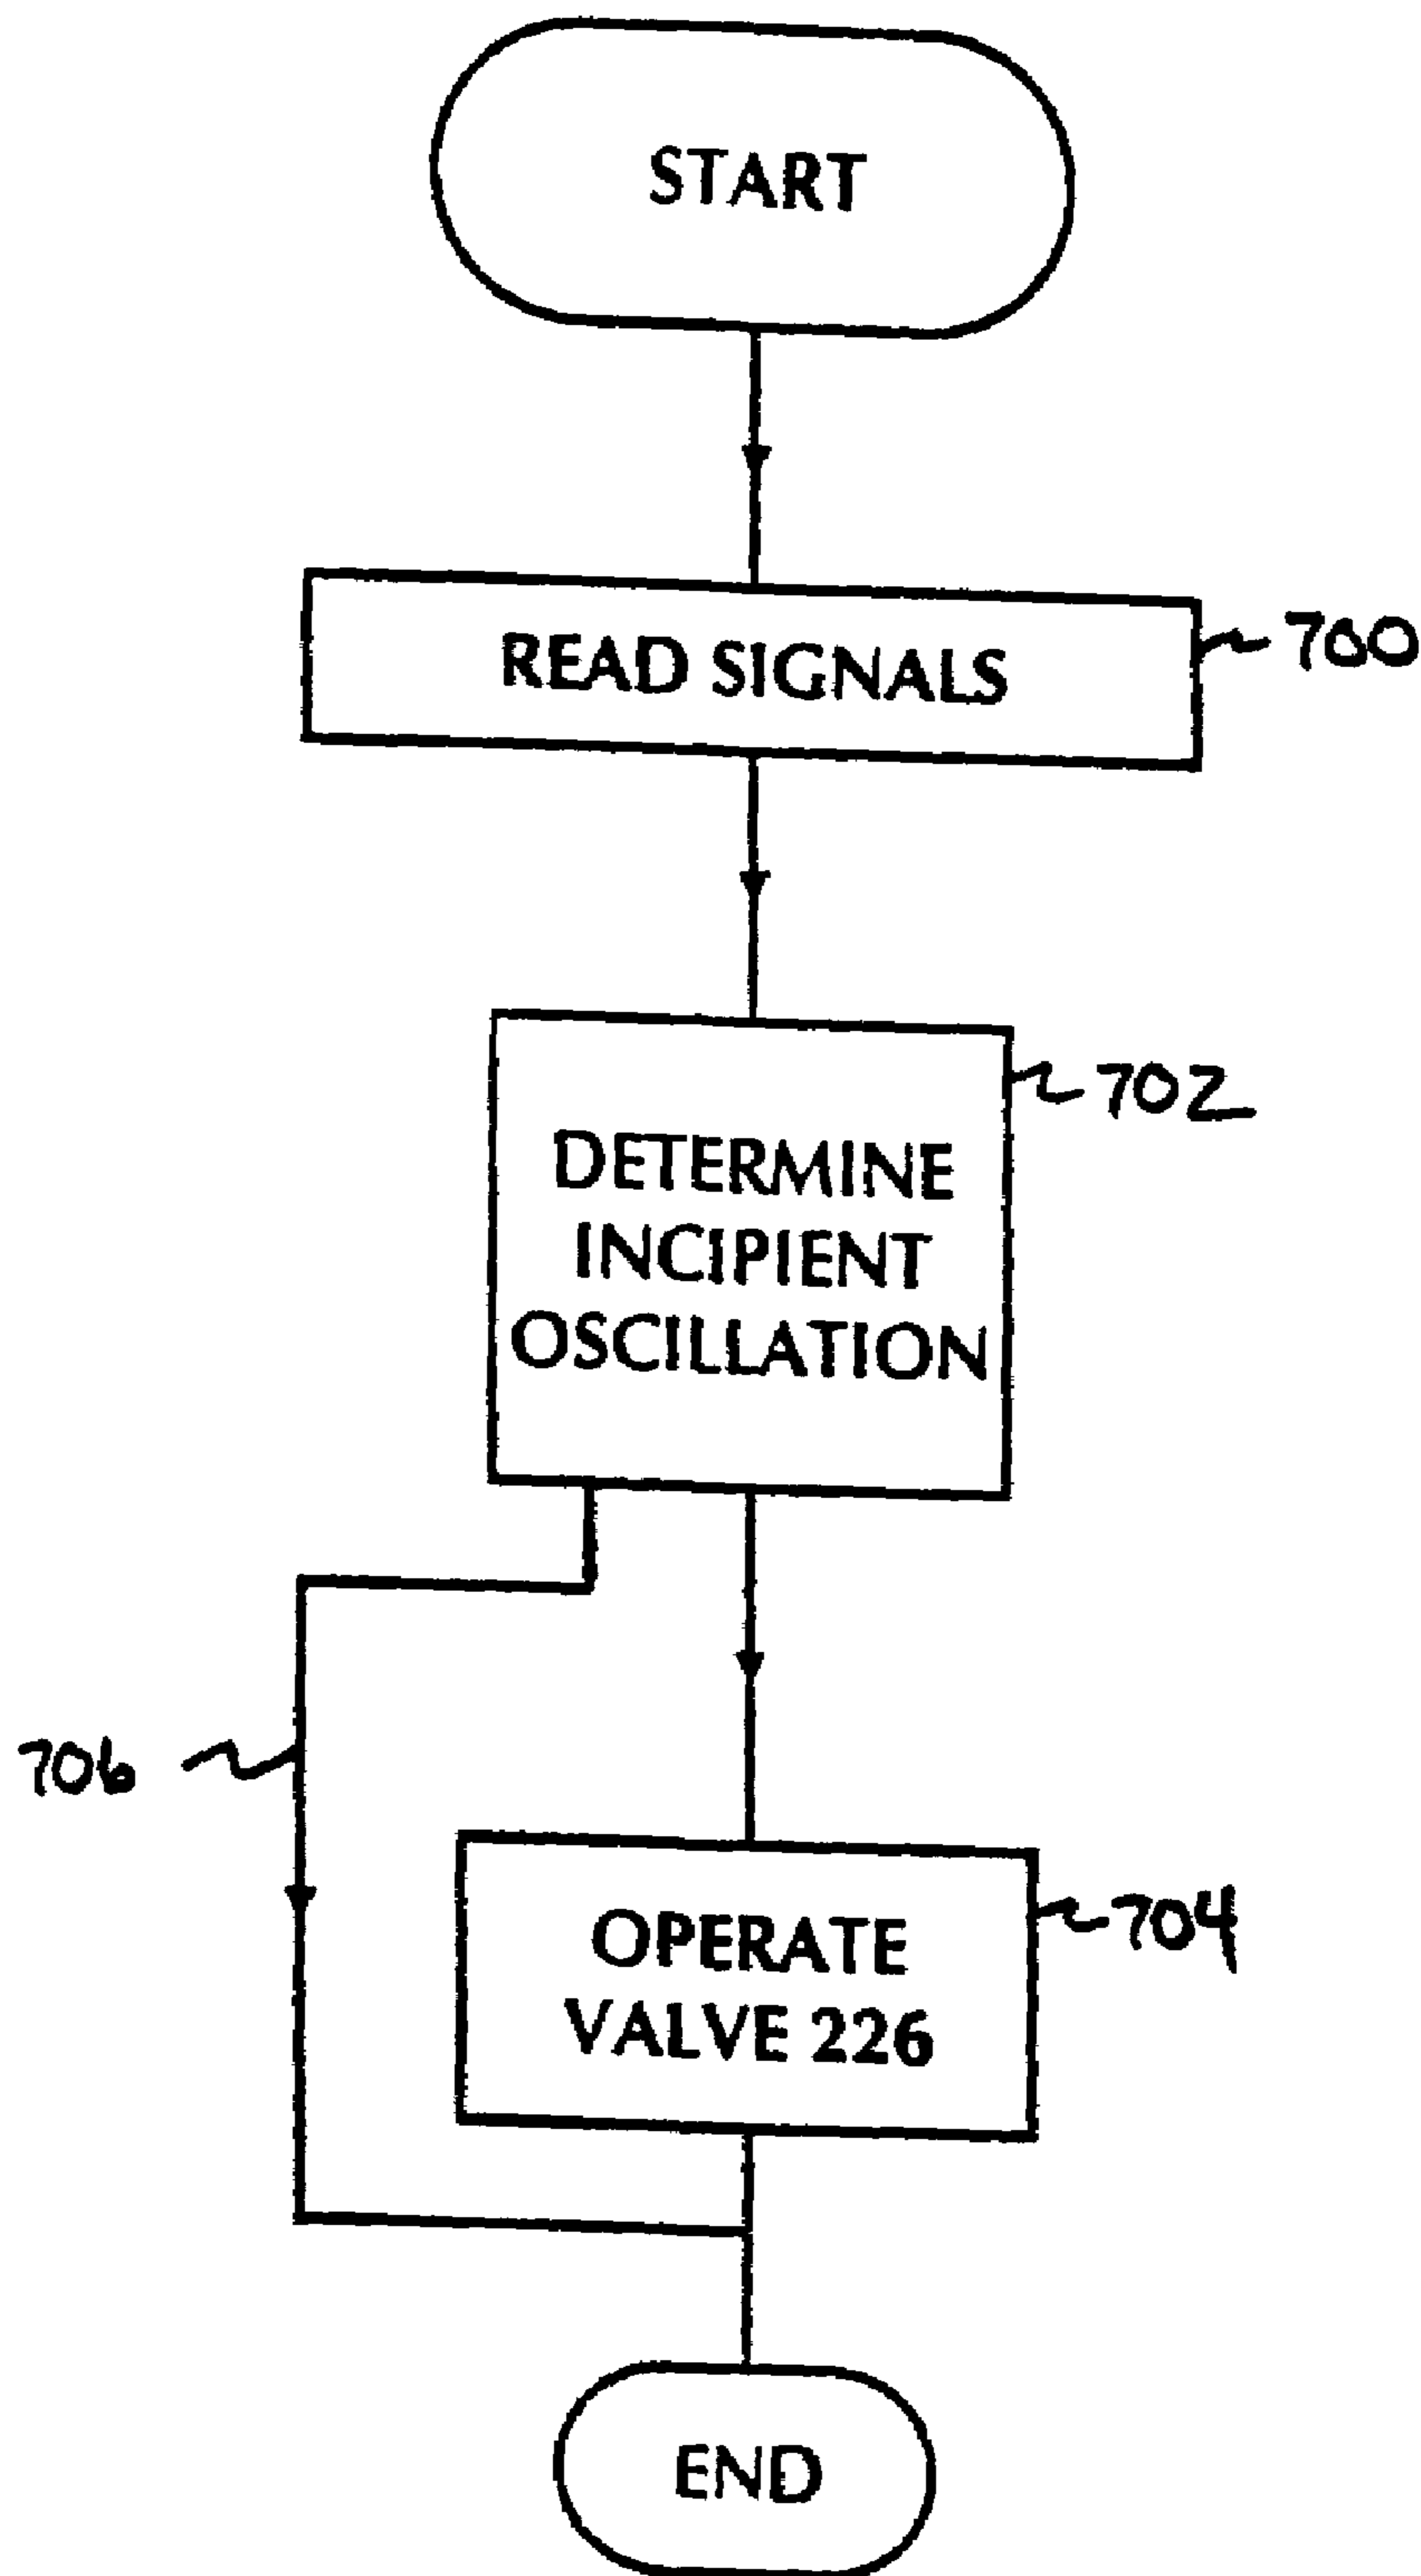 START
READ SIGNALS
700
702
DETERMINE
INCIPIENT
OSCILLATION
706
OPERATE
VALVE 226
704
END